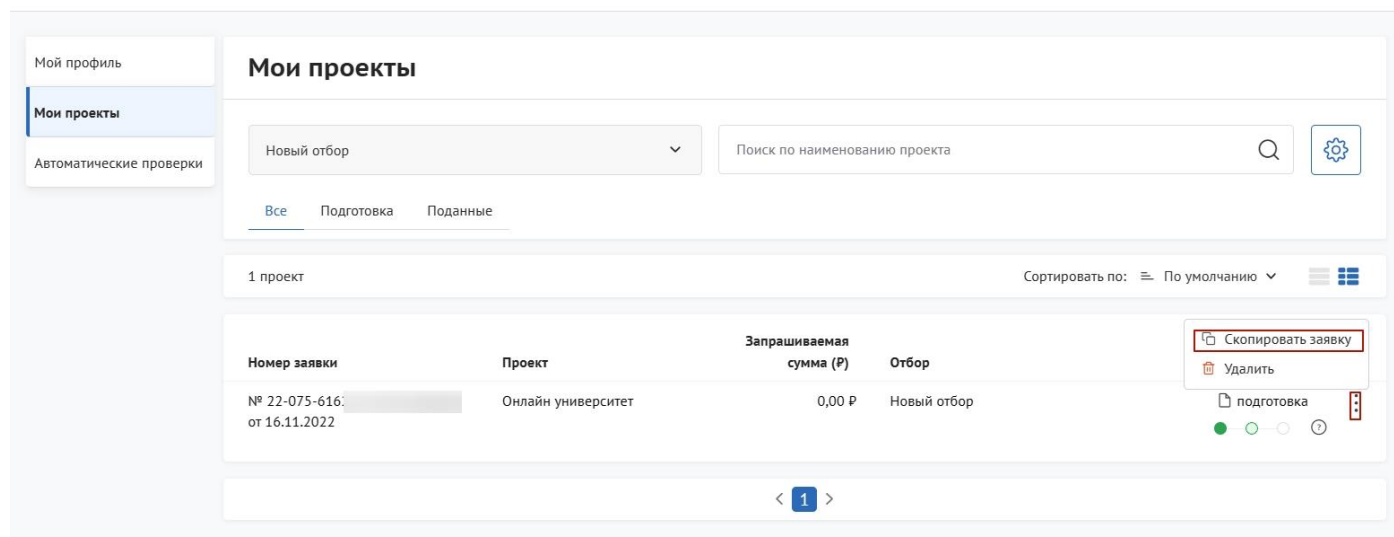 Мой профиль
Мои проекты
Автоматические проверки
Мои проекты
Новый отбор
Поиск по наименованию проекта
Все Подготовка Поданные
1 проект
Сортировать по: По умолчанию
Скопировать заявку
Удалить
Номер заявки
Проект
Запрашиваемая
сумма (₽)
Отбор
№ 22-075-616
от 16.11.2022
Онлайн университет
0,00 ₽
Новый отбор
подготовка
?
< 1 >